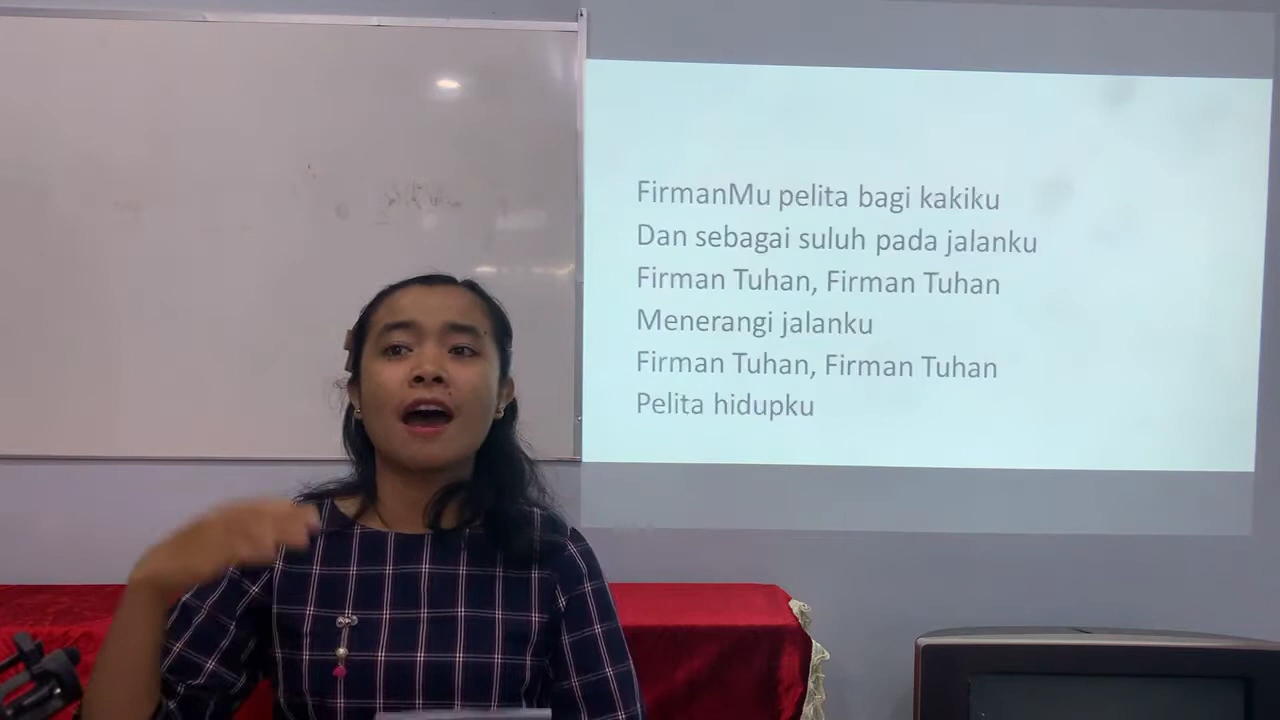 FirmanMu pelita bagi kakiku
Dan sebagai suluh pada jalanku
Firman Tuhan, Firman Tuhan
Menerangi jalanku
Firman Tuhan, Firman Tuhan
Pelita hidupku